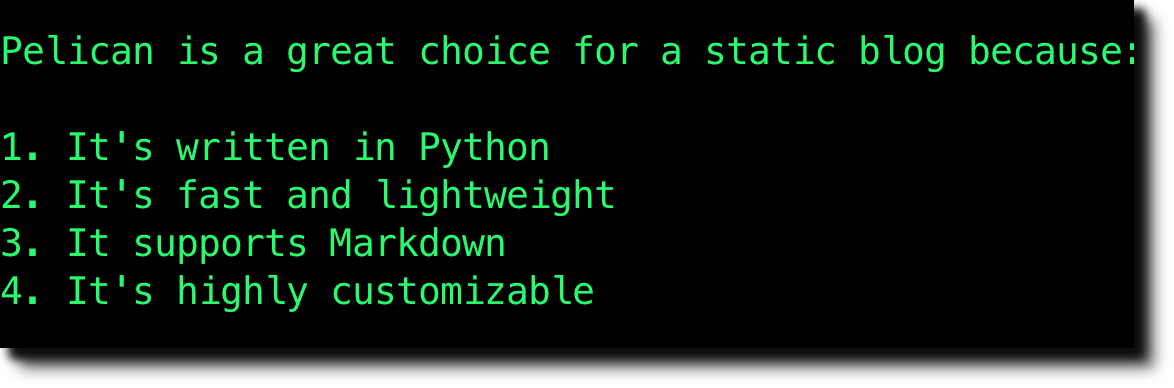 Pelican is a great choice for a static blog because:
1. It's written in Python
2. It's fast and lightweight
3. It supports Markdown
4. It's highly customizable